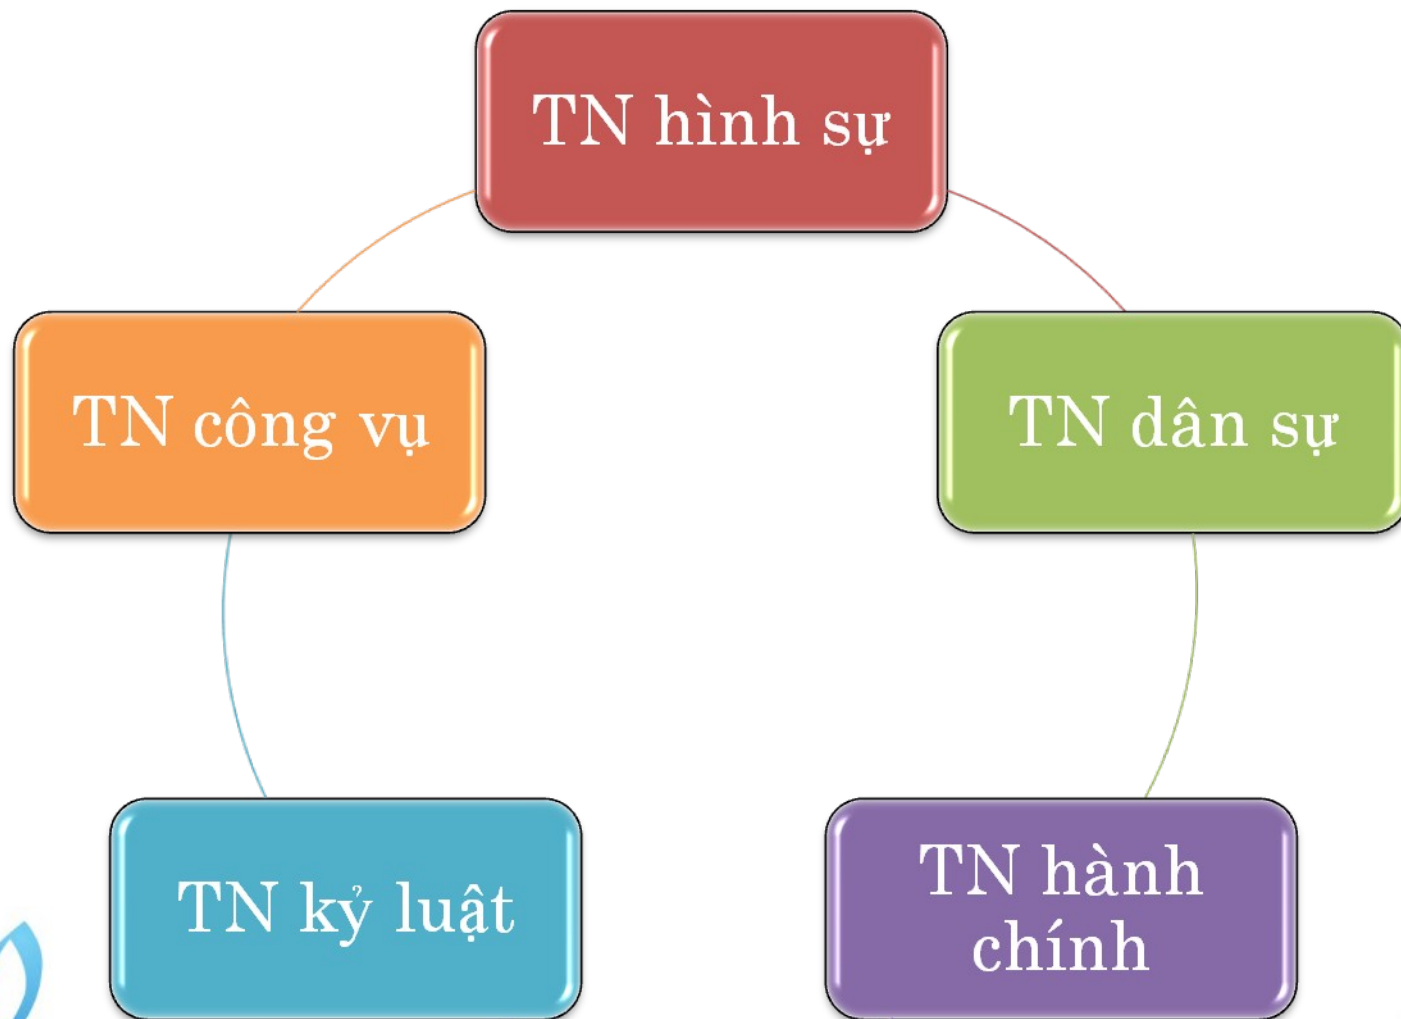 TN hình sự
TN công vụ
TN dân sự
TN kỷ luật
TN hành
chính